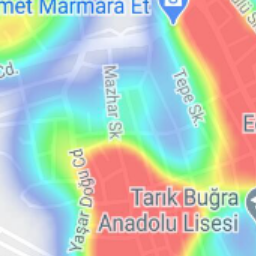 met Marmara Et
Cd.
Mazhar Sk.
Tepe Sk.
Yaşar Doğu Cd
Tarık Buğra
Anadolu Lisesi